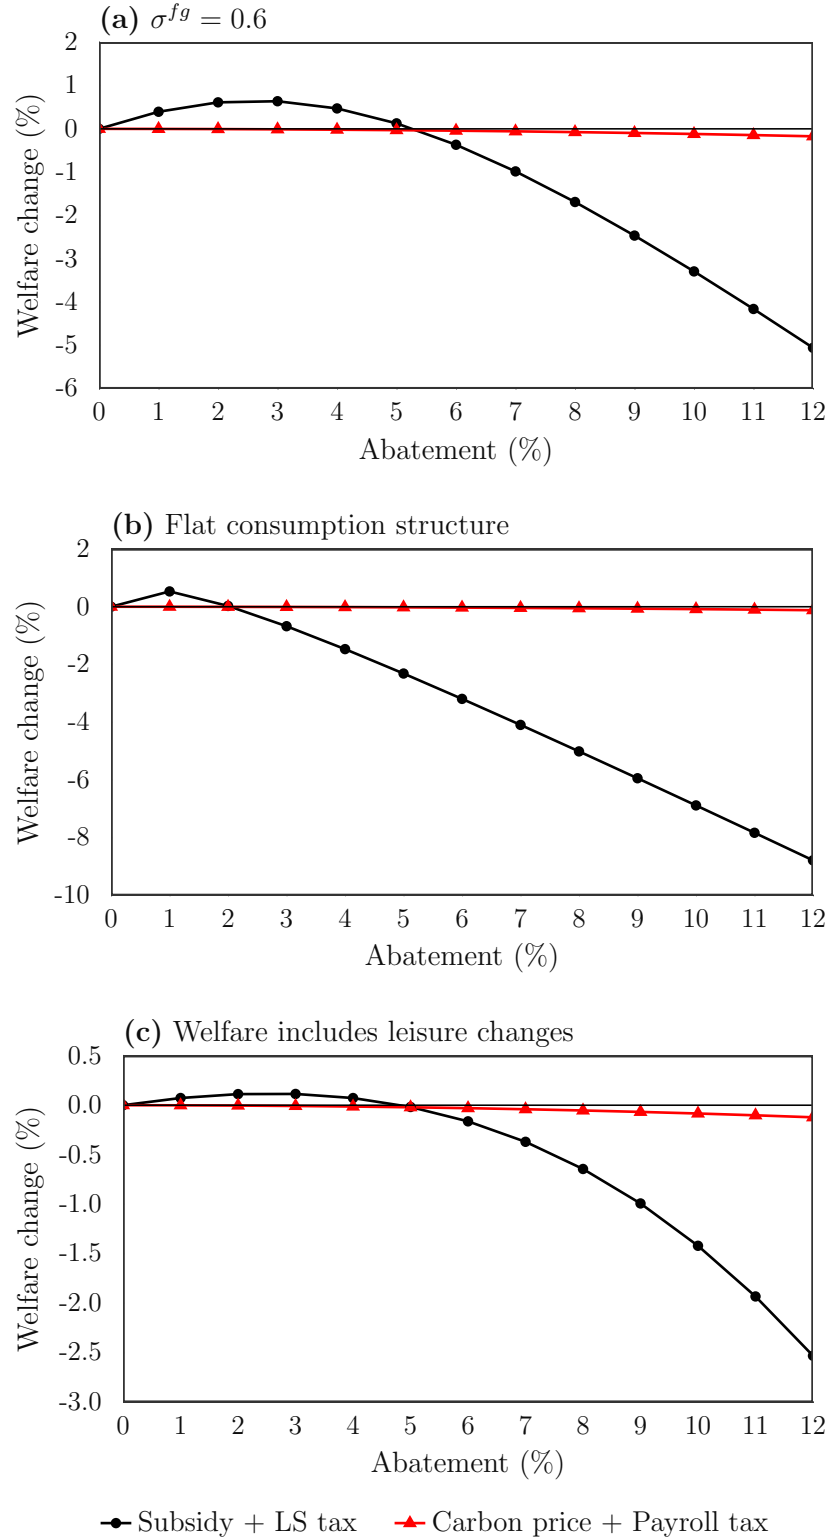 (a) σ^{fg} = 0.6
2
1
0
-1
-2
-3
-4
-5
-6
Welfare change (%)
0 1 2 3 4 5 6 7 8 9 10 11 12
Abatement (%)
(b) Flat consumption structure
2
0
-2
-4
-6
-8
-10
Welfare change (%)
0 1 2 3 4 5 6 7 8 9 10 11 12
Abatement (%)
(c) Welfare includes leisure changes
0.5
0.0
-0.5
-1.0
-1.5
-2.0
-2.5
-3.0
Welfare change (%)
0 1 2 3 4 5 6 7 8 9 10 11 12
Abatement (%)
Subsidy + LS tax Carbon price + Payroll tax